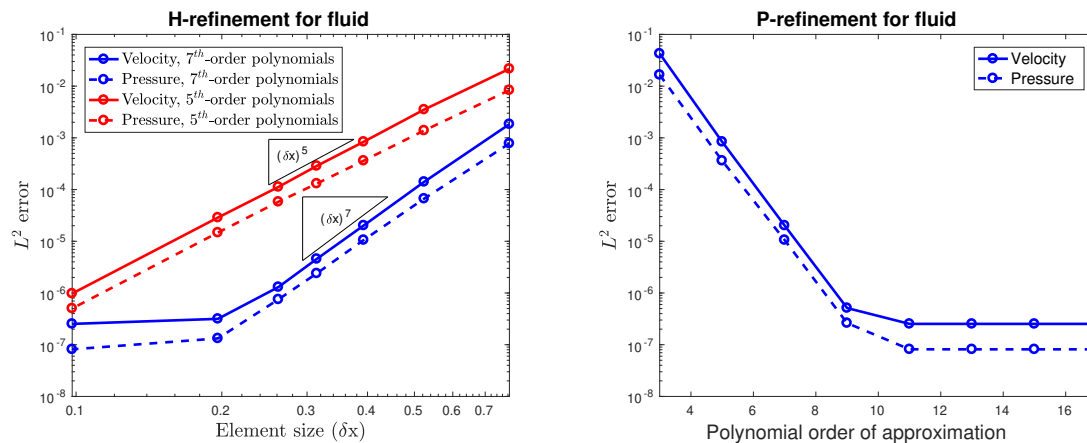 H-refinement for fluid
10^-1
10^-2
10^-3
10^-4
10^-5
10^-6
10^-7
10^-8
L^2 error
Velocity, 7^th-order polynomials
Pressure, 7^th-order polynomials
Velocity, 5^th-order polynomials
Pressure, 5^th-order polynomials
(δx)^5
(δx)^7
0.1 0.2 0.3 0.4 0.5 0.6 0.7
Element size (δx)
P-refinement for fluid
10^-1
10^-2
10^-3
10^-4
10^-5
10^-6
10^-7
10^-8
L^2 error
Velocity
Pressure
4 6 8 10 12 14 16
Polynomial order of approximation